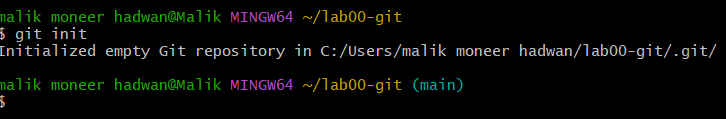 malik moneer hadwan@Malik MINGW64 ~/lab00-git
$ git init
Initialized empty Git repository in C:/Users/malik moneer hadwan/lab00-git/.git/
malik moneer hadwan@Malik MINGW64 ~/lab00-git (main)
$